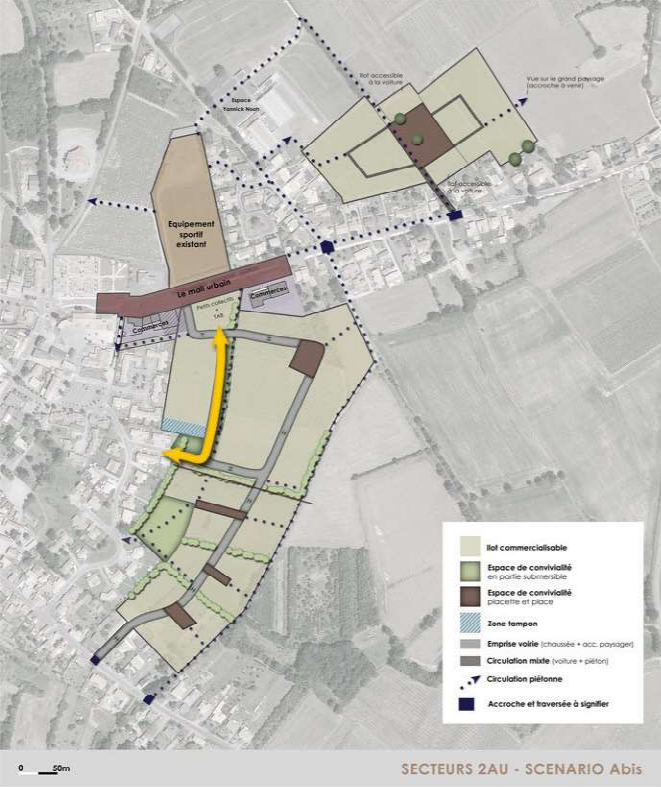 Ilot accessible
à la voiture
Vue sur le grand paysage
(accroche à venir)
Espace
Yannick Noah
Ilot accessible
à la voiture
Equipement
sportif
existant
Le mail urbain
Commerces
Petits collectifs
+
Commerces
Ilot commercialisable
Espace de convivialité
en partie submersible
Espace de convivialité
placette et place
Zone tampon
Emprise voirie (chaussée + acc. paysager)
Circulation mixte (voiture + piéton)
Circulation piétonne
Accroche et traversée à signifier
0 50m
SECTEURS 2AU - SCENARIO Abis